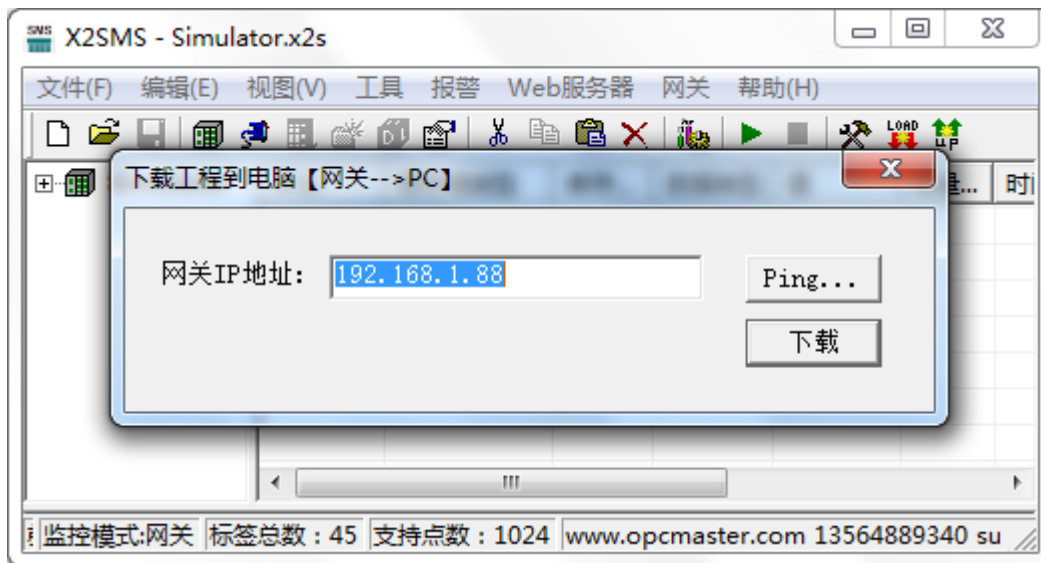 SMS
X2SMS - Simulator.x2s
文件(F) 编辑(E) 视图(V) 工具 报警 Web服务器 网关 帮助(H)
LOAD UP
下载工程到电脑【网关-->PC】
量... 时
网关IP地址: 192.168.1.88 Ping...
下载
监控模式:网关 标签总数:45 支持点数:1024 www.opcmaster.com 13564889340 su